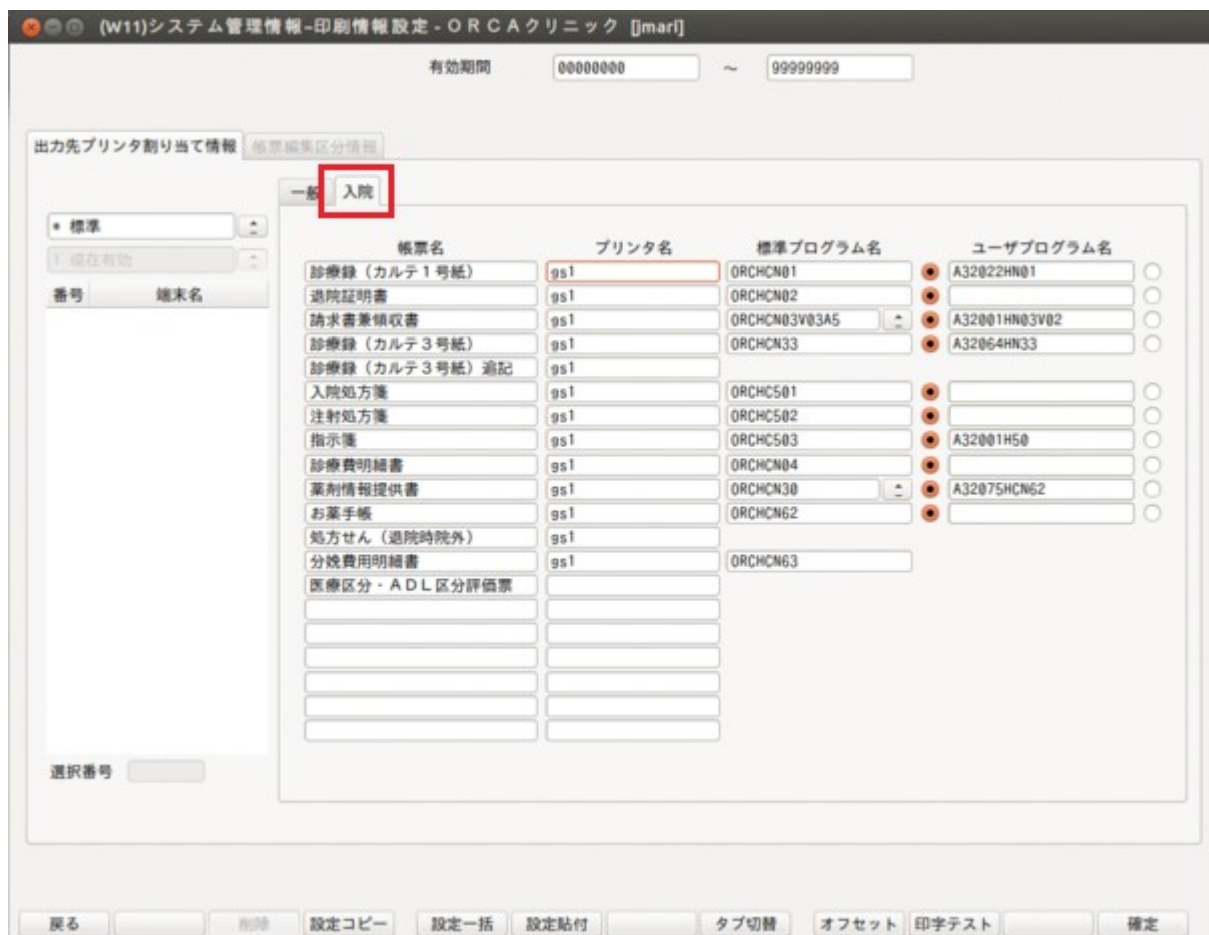 (W11)システム管理情報-印刷情報設定 - ＯＲＣＡクリニック [jmari]
有効期間 00000000 ～ 99999999
出力先プリンタ割り当て情報 帳票編集区分情報
一般 入院
* 標準
1 現在有効
番号 端末名
帳票名 プリンタ名 標準プログラム名 ユーザプログラム名
診療録（カルテ１号紙） gs1 ORCHCN01 A32022HN01
退院証明書 gs1 ORCHCN02
請求書兼領収書 gs1 ORCHCN03V03A5 A32001HN03V02
診療録（カルテ３号紙） gs1 ORCHCN33 A32064HN33
診療録（カルテ３号紙）追記 gs1
入院処方箋 gs1 ORCHC501
注射処方箋 gs1 ORCHC502
指示箋 gs1 ORCHC503 A32001H50
診療費明細書 gs1 ORCHCN04
薬剤情報提供書 gs1 ORCHCN30 A32075HCN62
お薬手帳 gs1 ORCHCN62
処方せん（退院時院外） gs1
分娩費用明細書 gs1 ORCHCN63
医療区分・ＡＤＬ区分評価票
選択番号
戻る 削除 設定コピー 設定一括 設定貼付 タブ切替 オフセット 印字テスト 確定